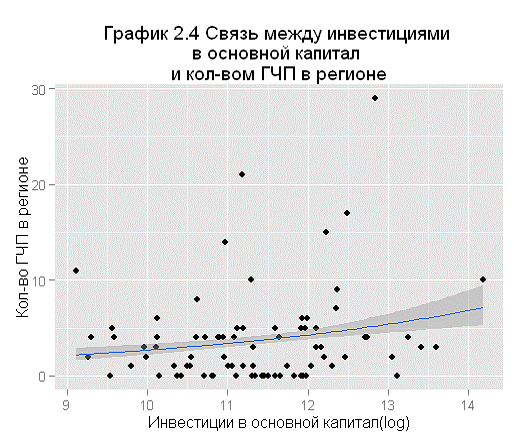 График 2.4 Связь между инвестициями
в основной капитал
и кол-вом ГЧП в регионе
Кол-во ГЧП в регионе
30
20
10
0
9 10 11 12 13 14
Инвестиции в основной капитал(log)